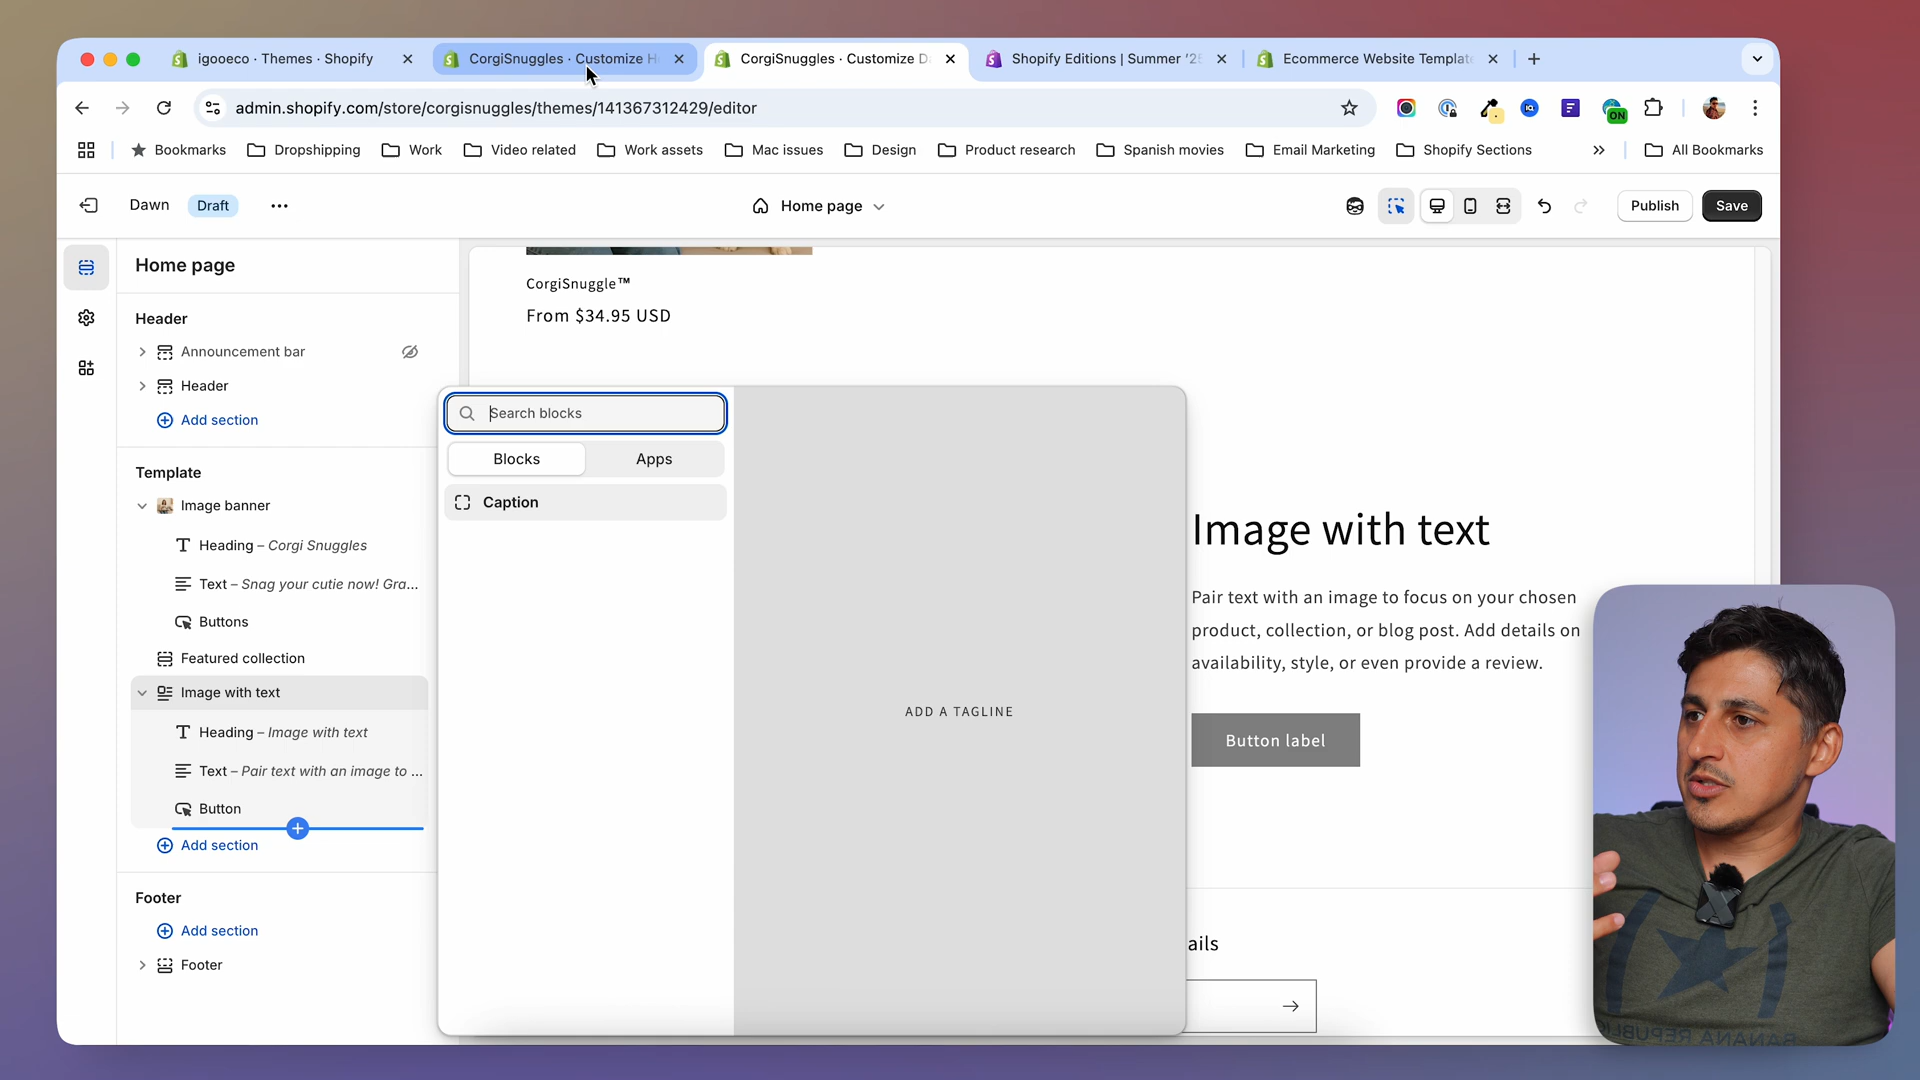 igooeco · Themes · Shopify
CorgiSnuggles · Customize H
CorgiSnuggles · Customize D
Shopify Editions | Summer '25
Ecommerce Website Templat
admin.shopify.com/store/corgisnuggles/themes/141367312429/editor
ON
Bookmarks
Dropshipping
Work
Video related
Work assets
Mac issues
Design
Product research
Spanish movies
Email Marketing
Shopify Sections
All Bookmarks
Dawn
Draft
Home page
Publish
Save
Home page
Header
Announcement bar
Header
Add section
Template
Image banner
Heading – Corgi Snuggles
Text – Snag your cutie now! Gra...
Buttons
Featured collection
Image with text
Heading – Image with text
Text – Pair text with an image to ...
Button
Add section
Footer
Add section
Footer
CorgiSnuggle™
From $34.95 USD
Search blocks
Blocks
Apps
Caption
ADD A TAGLINE
Image with text
Pair text with an image to focus on your chosen
product, collection, or blog post. Add details on
availability, style, or even provide a review.
Button label
ails